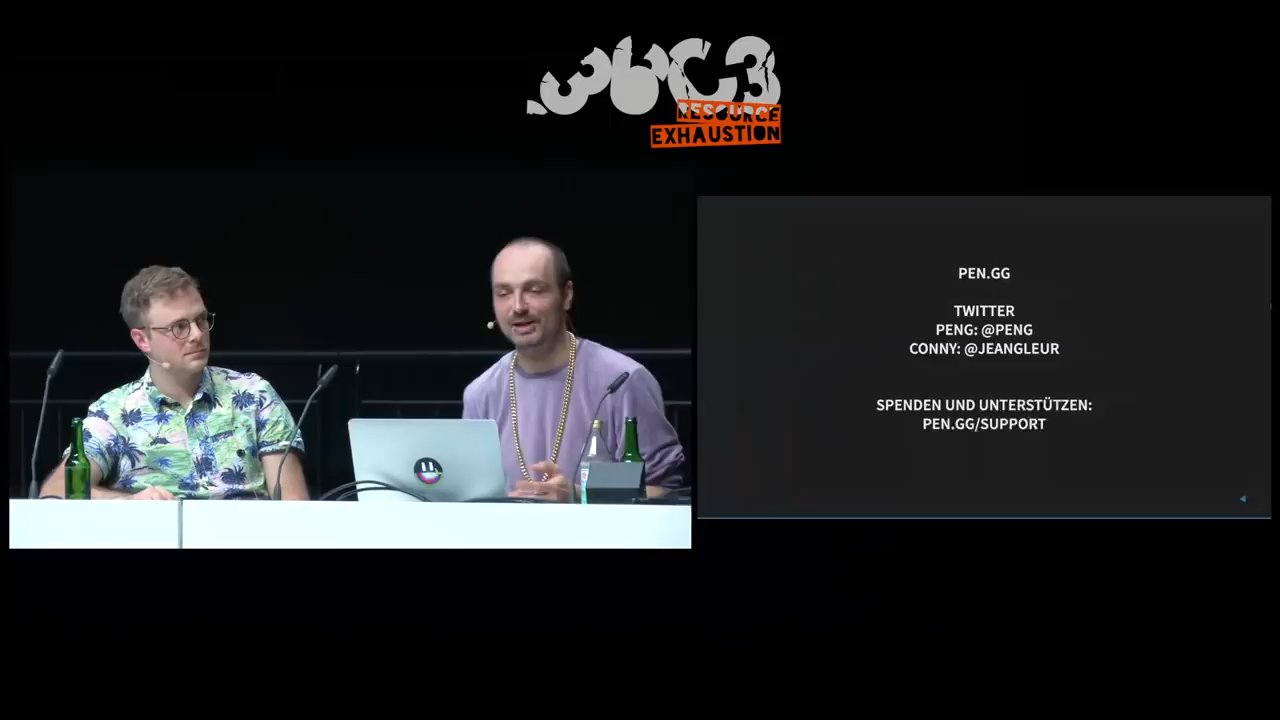 36C3
RESOURCE
EXHAUSTION
PEN.GG
TWITTER
PENG: @PENG
CONNY: @JEANGLEUR
SPENDEN UND UNTERSTÜTZEN:
PEN.GG/SUPPORT